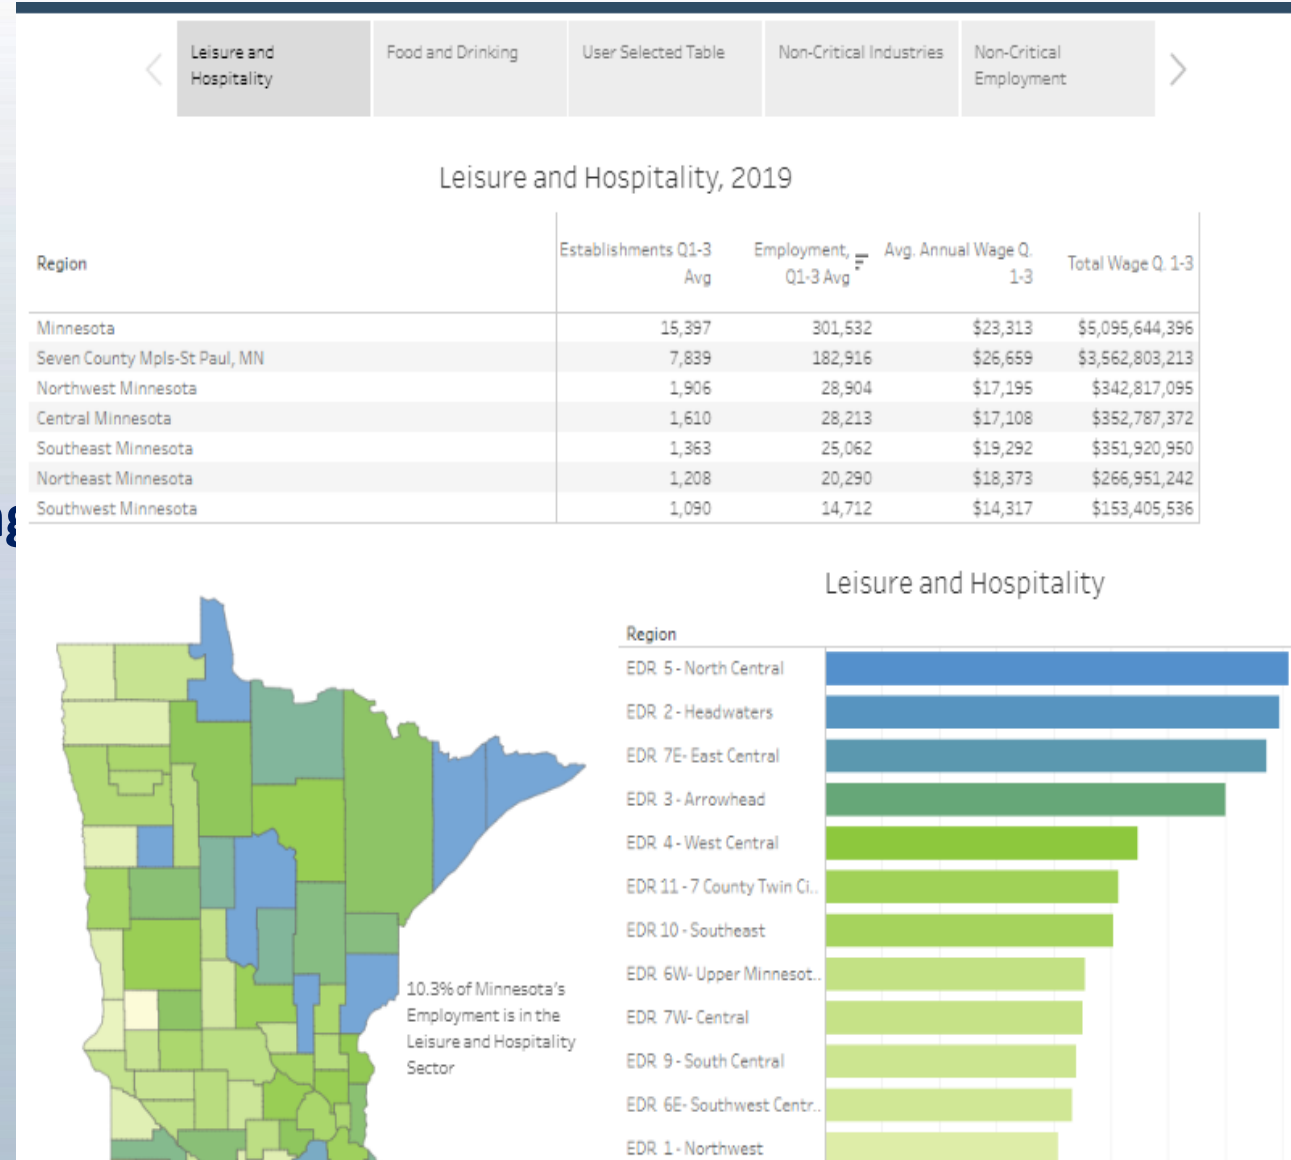 Leisure and
Hospitality
Food and Drinking
User Selected Table
Non-Critical Industries
Non-Critical
Employment
Leisure and Hospitality, 2019
Region
Establishments Q1-3
Avg
Employment,
Q1-3 Avg
Avg. Annual Wage Q.
1-3
Total Wage Q. 1-3
Minnesota 15,397 301,532 $23,313 $5,095,644,396
Seven County Mpls-St Paul, MN 7,839 182,916 $26,659 $3,562,803,213
Northwest Minnesota 1,906 28,904 $17,195 $342,817,095
Central Minnesota 1,610 28,213 $17,108 $352,787,372
Southeast Minnesota 1,363 25,062 $19,292 $351,920,950
Northeast Minnesota 1,208 20,290 $18,373 $266,951,242
Southwest Minnesota 1,090 14,712 $14,317 $153,405,536
10.3% of Minnesota's
Employment is in the
Leisure and Hospitality
Sector
Leisure and Hospitality
Region
EDR 5 - North Central
EDR 2 - Headwaters
EDR 7E- East Central
EDR 3 - Arrowhead
EDR 4 - West Central
EDR 11 - 7 County Twin Ci..
EDR 10 - Southeast
EDR 6W- Upper Minnesot..
EDR 7W- Central
EDR 9 - South Central
EDR 6E- Southwest Centr..
EDR 1 - Northwest